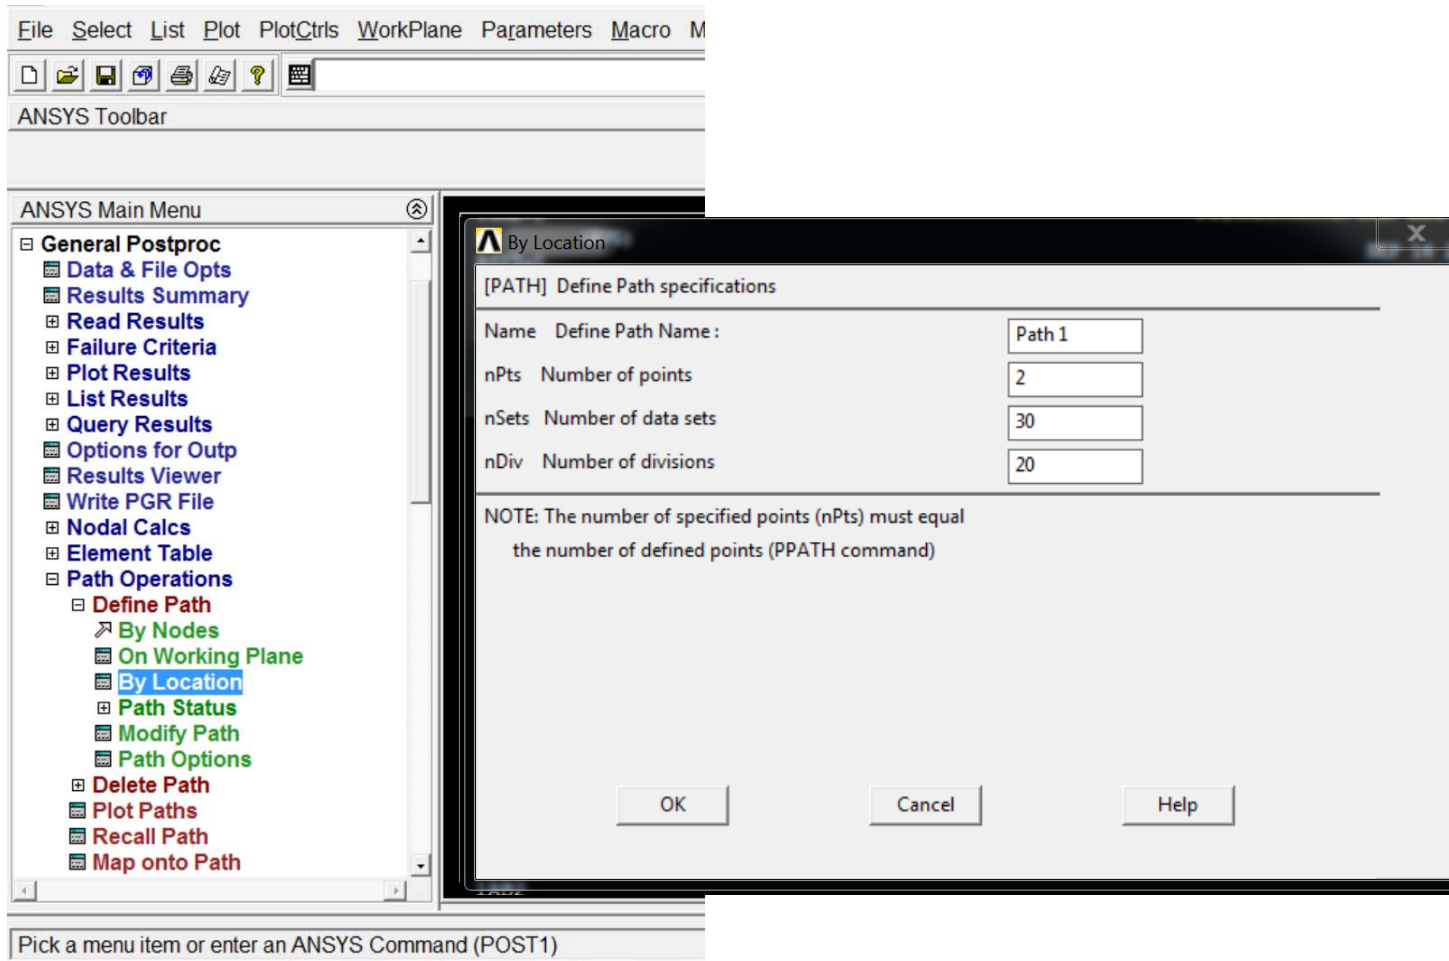 File Select List Plot PlotCtrls WorkPlane Parameters Macro M
ANSYS Toolbar
ANSYS Main Menu
General Postproc
Data & File Opts
Results Summary
Read Results
Failure Criteria
Plot Results
List Results
Query Results
Options for Outp
Results Viewer
Write PGR File
Nodal Calcs
Element Table
Path Operations
Define Path
By Nodes
On Working Plane
By Location
Path Status
Modify Path
Path Options
Delete Path
Plot Paths
Recall Path
Map onto Path
Pick a menu item or enter an ANSYS Command (POST1)
By Location
[PATH] Define Path specifications
Name Define Path Name : Path 1
nPts Number of points 2
nSets Number of data sets 30
nDiv Number of divisions 20
NOTE: The number of specified points (nPts) must equal
the number of defined points (PPATH command)
OK Cancel Help